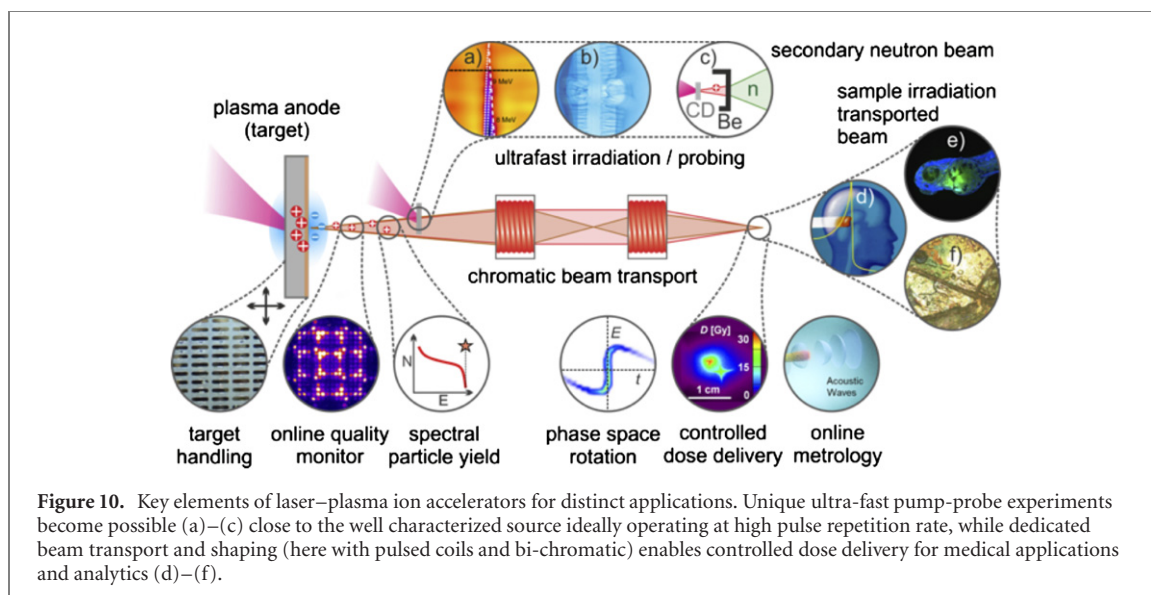 secondary neutron beam
a)
b)
c)
9 MeV
6 MeV
CD
Be
n
sample irradiation
transported
beam
plasma anode
(target)
ultrafast irradiation / probing
e)
d)
f)
chromatic beam transport
N
E
E
t
D [Gy]
30
15
0
1 cm
Acoustic
Waves
target
handling
online quality
monitor
spectral
particle yield
phase space
rotation
controlled
dose delivery
online
metrology
Figure 10. Key elements of laser–plasma ion accelerators for distinct applications. Unique ultra-fast pump-probe experiments
become possible (a)–(c) close to the well characterized source ideally operating at high pulse repetition rate, while dedicated
beam transport and shaping (here with pulsed coils and bi-chromatic) enables controlled dose delivery for medical applications
and analytics (d)–(f).